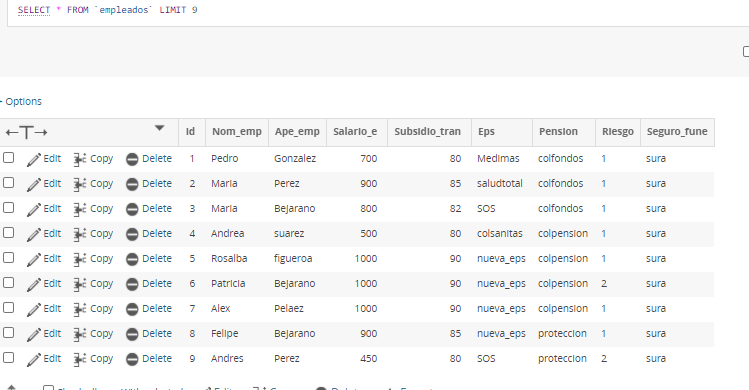 SELECT * FROM `empleados` LIMIT 9
Options
←T→ Id Nom_emp Ape_emp Salario_e Subsidio_tran Eps Pension Riesgo Seguro_fune
Edit Copy Delete 1 Pedro Gonzalez 700 80 Medimas colfondos 1 sura
Edit Copy Delete 2 Maria Perez 900 85 saludtotal colfondos 1 sura
Edit Copy Delete 3 Maria Bejarano 800 82 SOS colfondos 1 sura
Edit Copy Delete 4 Andrea suarez 500 80 colsanitas colpension 1 sura
Edit Copy Delete 5 Rosalba figueroa 1000 90 nueva_eps colpension 1 sura
Edit Copy Delete 6 Patricia Bejarano 1000 90 nueva_eps colpension 2 sura
Edit Copy Delete 7 Alex Pelaez 1000 90 nueva_eps colpension 1 sura
Edit Copy Delete 8 Felipe Bejarano 900 85 nueva_eps proteccion 1 sura
Edit Copy Delete 9 Andres Perez 450 80 SOS proteccion 2 sura